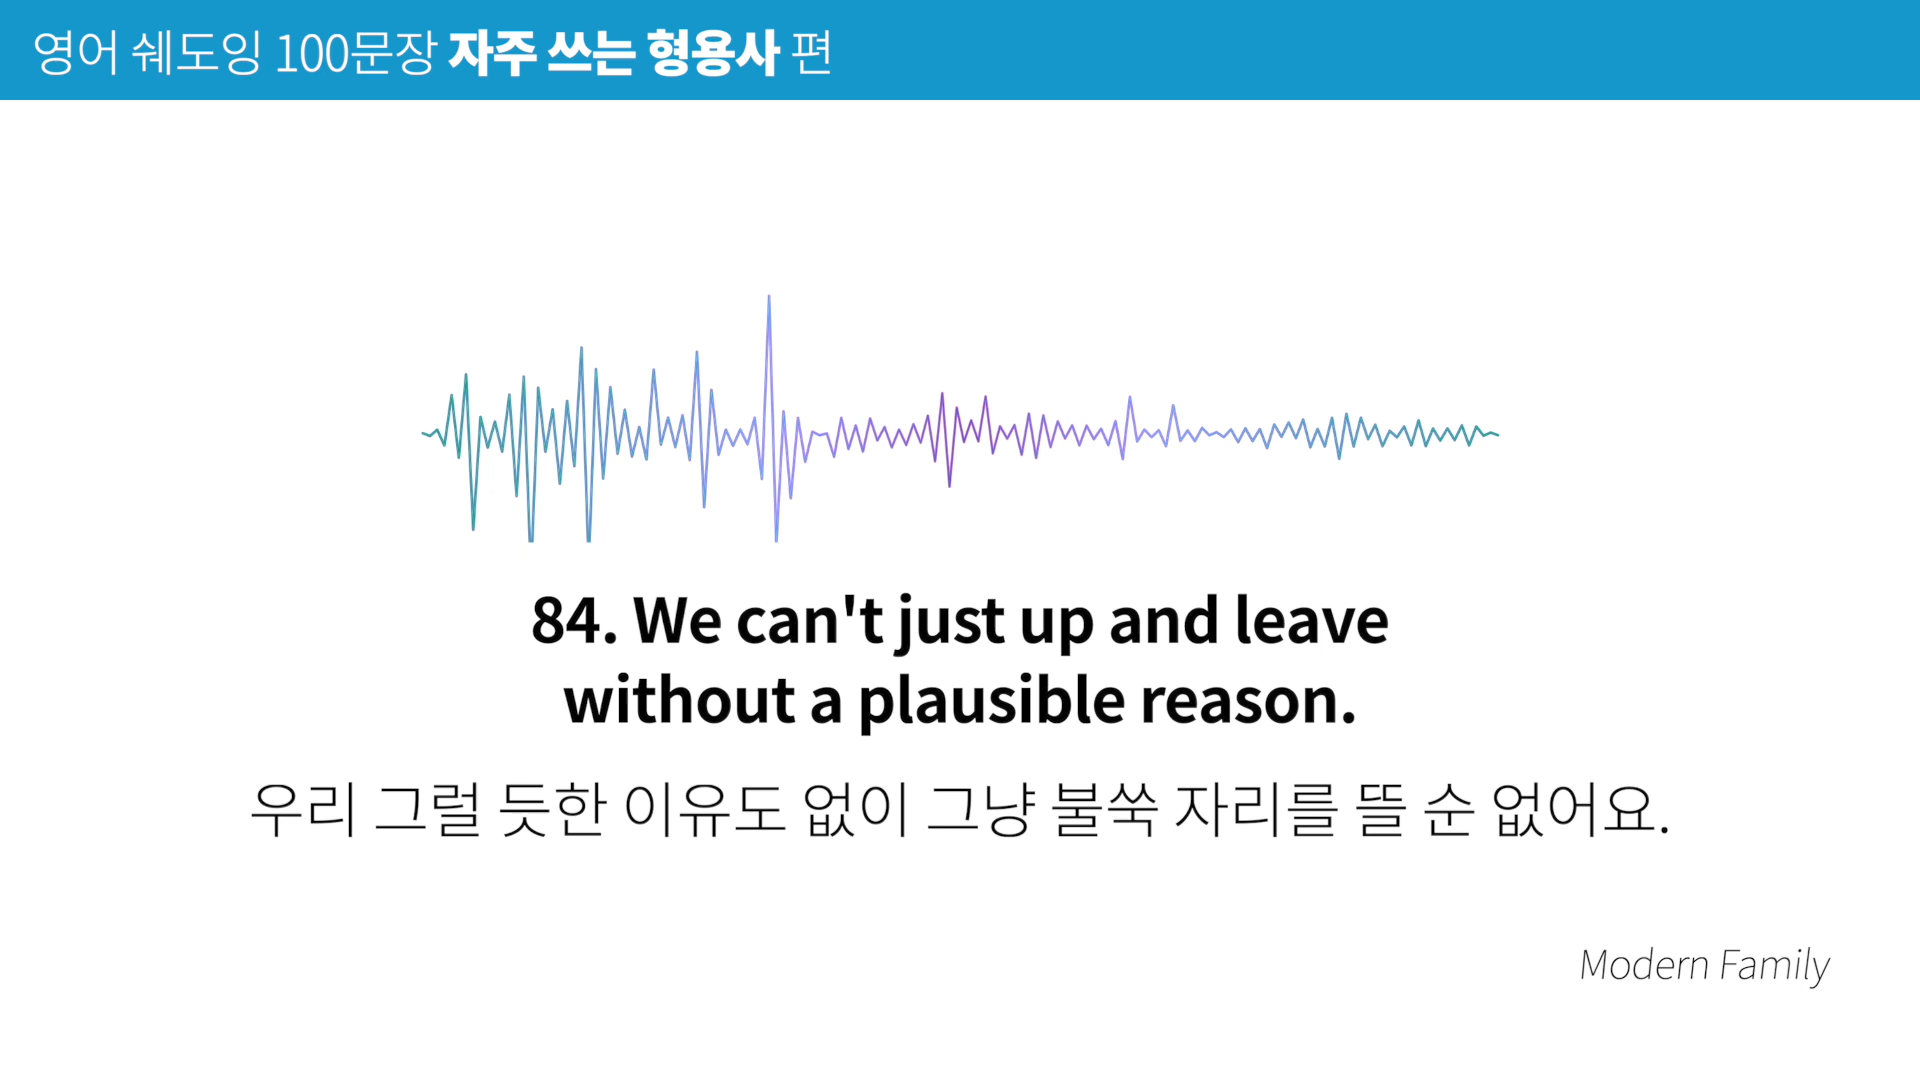 영어 쉐도잉 100문장 자주 쓰는 형용사 편
84. We can't just up and leave
without a plausible reason.
우리 그럴 듯한 이유도 없이 그냥 불쑥 자리를 뜰 순 없어요.
Modern Family